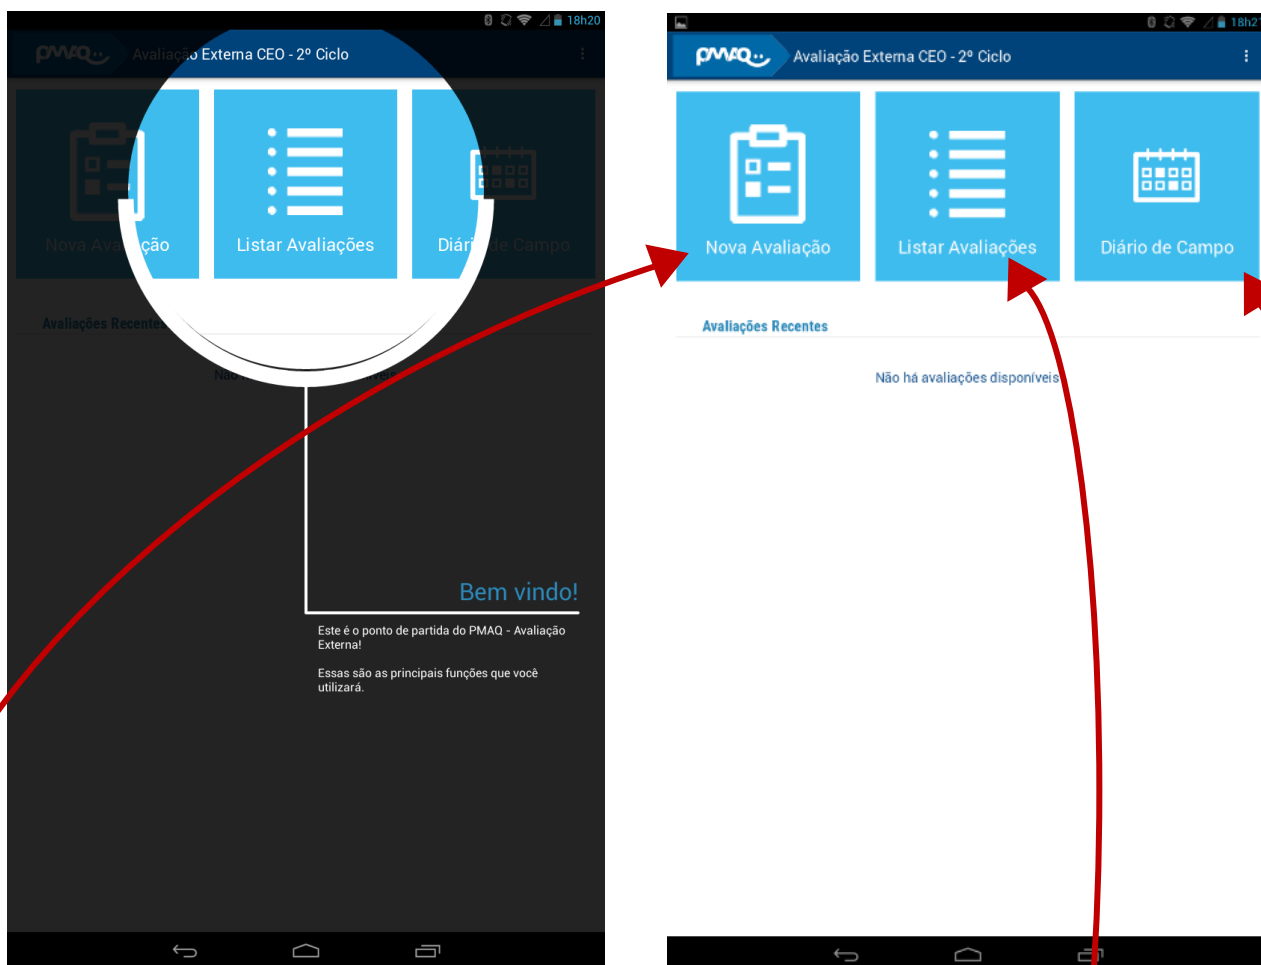 18h20
PMAQ
Avaliação Externa CEO - 2º Ciclo
Nova Avaliação
Listar Avaliações
Diário de Campo
Avaliações Recentes
Bem vindo!
Este é o ponto de partida do PMAQ - Avaliação
Externa!
Essas são as principais funções que você
utilizará.
18h21
PMAQ
Avaliação Externa CEO - 2º Ciclo
Nova Avaliação
Listar Avaliações
Diário de Campo
Avaliações Recentes
Não há avaliações disponíveis